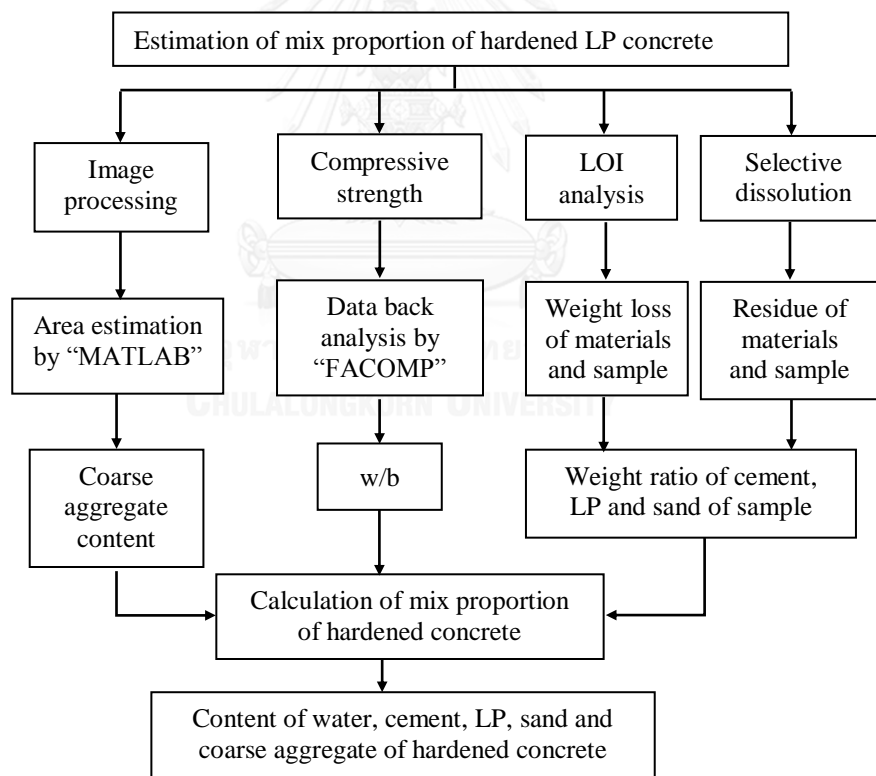 Estimation of mix proportion of hardened LP concrete
Image
processing
Compressive
strength
LOI
analysis
Selective
dissolution
Area estimation
by “MATLAB”
Data back
analysis by
“FACOMP”
Weight loss
of materials
and sample
Residue of
materials
and sample
CHULALONGKORN UNIVERSITY
Coarse
aggregate
content
w/b
Weight ratio of cement,
LP and sand of sample
Calculation of mix proportion
of hardened concrete
Content of water, cement, LP, sand and
coarse aggregate of hardened concrete